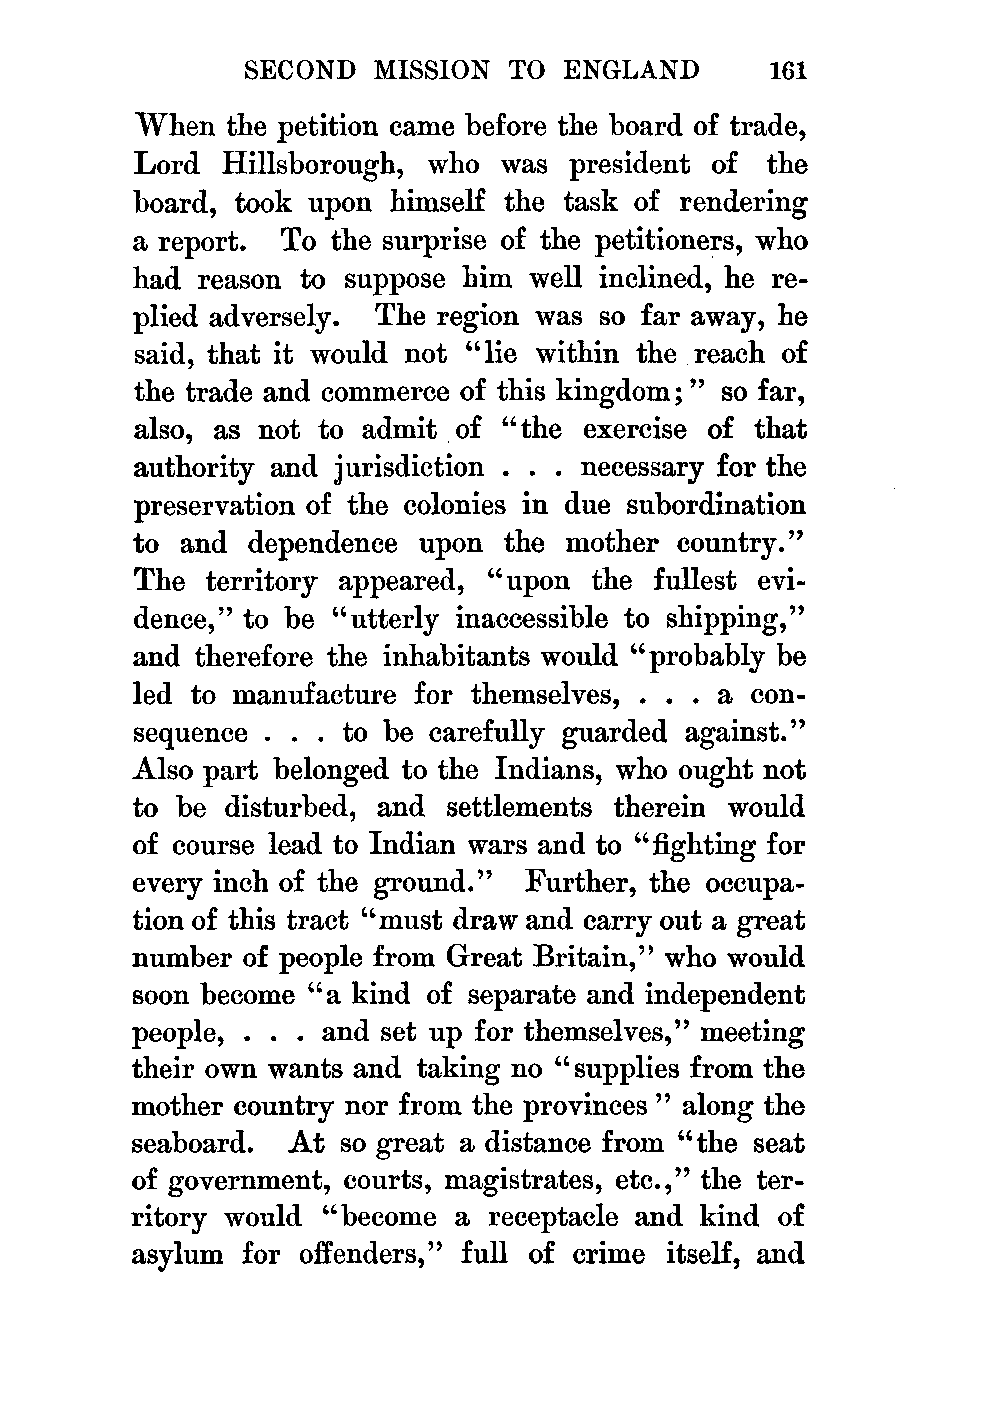 SECOND MISSION TO ENGLAND 161
When the petition came before the board of trade,
Lord Hillsborough, who was president of the
board, took upon himself the task of rendering
a report. To the surprise of the petitioners, who
had reason to suppose him well inclined, he re-
plied adversely. The region was so far away, he
said, that it would not “lie within the reach of
the trade and commerce of this kingdom;” so far,
also, as not to admit of “the exercise of that
authority and jurisdiction . . . necessary for the
preservation of the colonies in due subordination
to and dependence upon the mother country.”
The territory appeared, “upon the fullest evi-
dence,” to be “utterly inaccessible to shipping,”
and therefore the inhabitants would “probably be
led to manufacture for themselves, . . . a con-
sequence . . . to be carefully guarded against.”
Also part belonged to the Indians, who ought not
to be disturbed, and settlements therein would
of course lead to Indian wars and to “fighting for
every inch of the ground.” Further, the occupa-
tion of this tract “must draw and carry out a great
number of people from Great Britain,” who would
soon become “a kind of separate and independent
people, . . . and set up for themselves,” meeting
their own wants and taking no “supplies from the
mother country nor from the provinces” along the
seaboard. At so great a distance from “the seat
of government, courts, magistrates, etc.,” the ter-
ritory would “become a receptacle and kind of
asylum for offenders,” full of crime itself, and